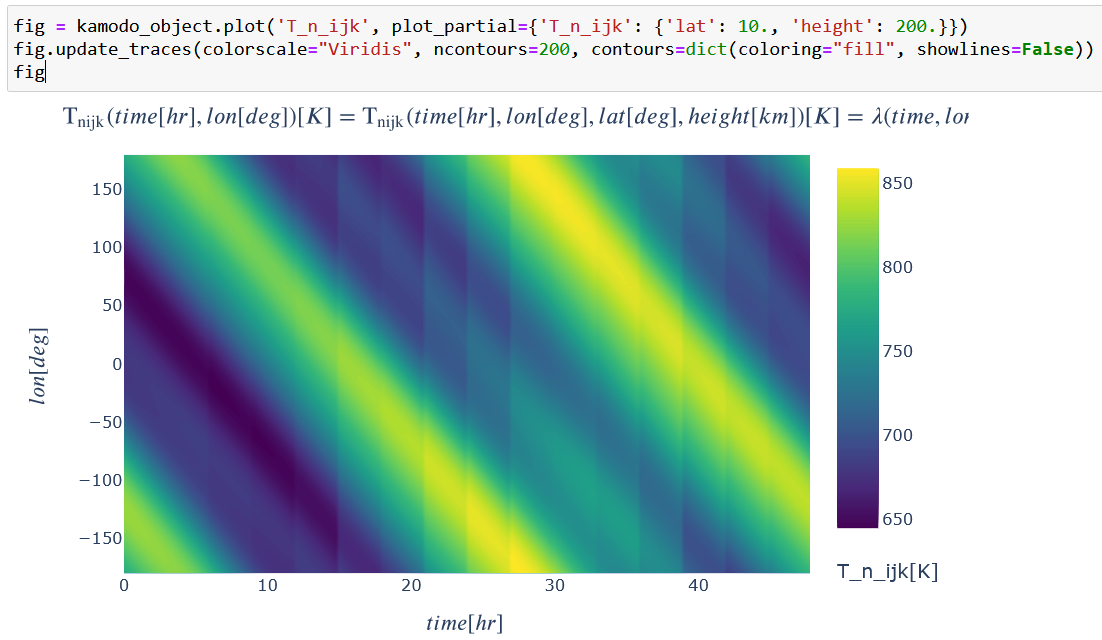 fig = kamodo_object.plot('T_n_ijk', plot_partial={'T_n_ijk': {'lat': 10., 'height': 200.}})
fig.update_traces(colorscale="Viridis", ncontours=200, contours=dict(coloring="fill", showlines=False))
fig
T_nijk(time[hr], lon[deg])[K] = T_nijk(time[hr], lon[deg], lat[deg], height[km])[K] = λ(time, lon
150
100
50
0
−50
−100
−150
lon[deg]
0 10 20 30 40
time[hr]
850
800
750
700
650
T_n_ijk[K]